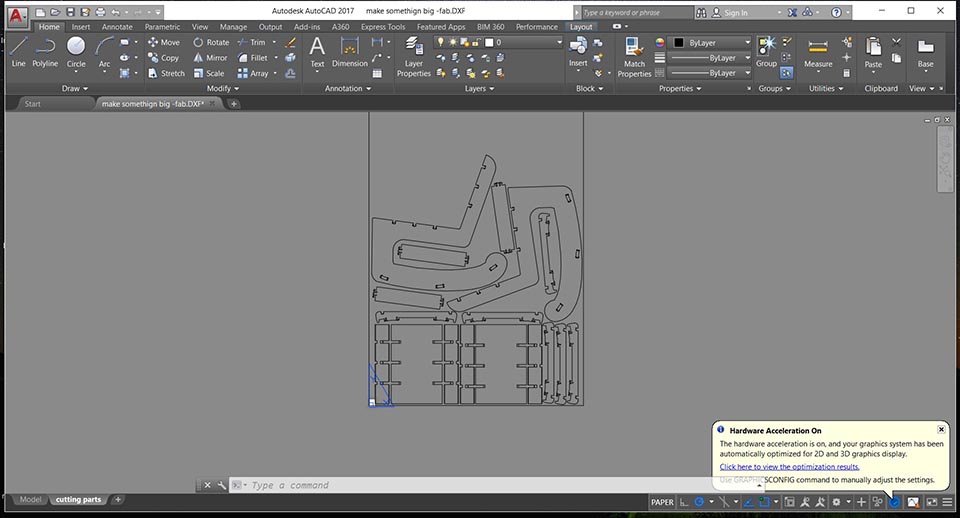 Autodesk AutoCAD 2017 make somethign big -fab.DXF
Type a keyword or phrase
Sign In
Home Insert Annotate Parametric View Manage Output Add-ins A360 Express Tools Featured Apps BIM 360 Performance Layout
Line
Polyline
Circle
Arc
Move
Rotate
Trim
Copy
Mirror
Fillet
Stretch
Scale
Array
Text
Dimension
Layer
Properties
0
Insert
Match
Properties
ByLayer
ByLayer
ByLayer
Group
Measure
Paste
Base
Draw
Modify
Annotation
Layers
Block
Properties
Groups
Utilities
Clipboard
View
Start
make somethign big -fab.DXF*
Hardware Acceleration On
The hardware acceleration is on, and your graphics system has been
automatically optimized for 2D and 3D graphics display.
Click here to view the optimization results.
Use GRAPHICSCONFIG command to manually adjust the settings.
Type a command
Model
cutting parts
PAPER